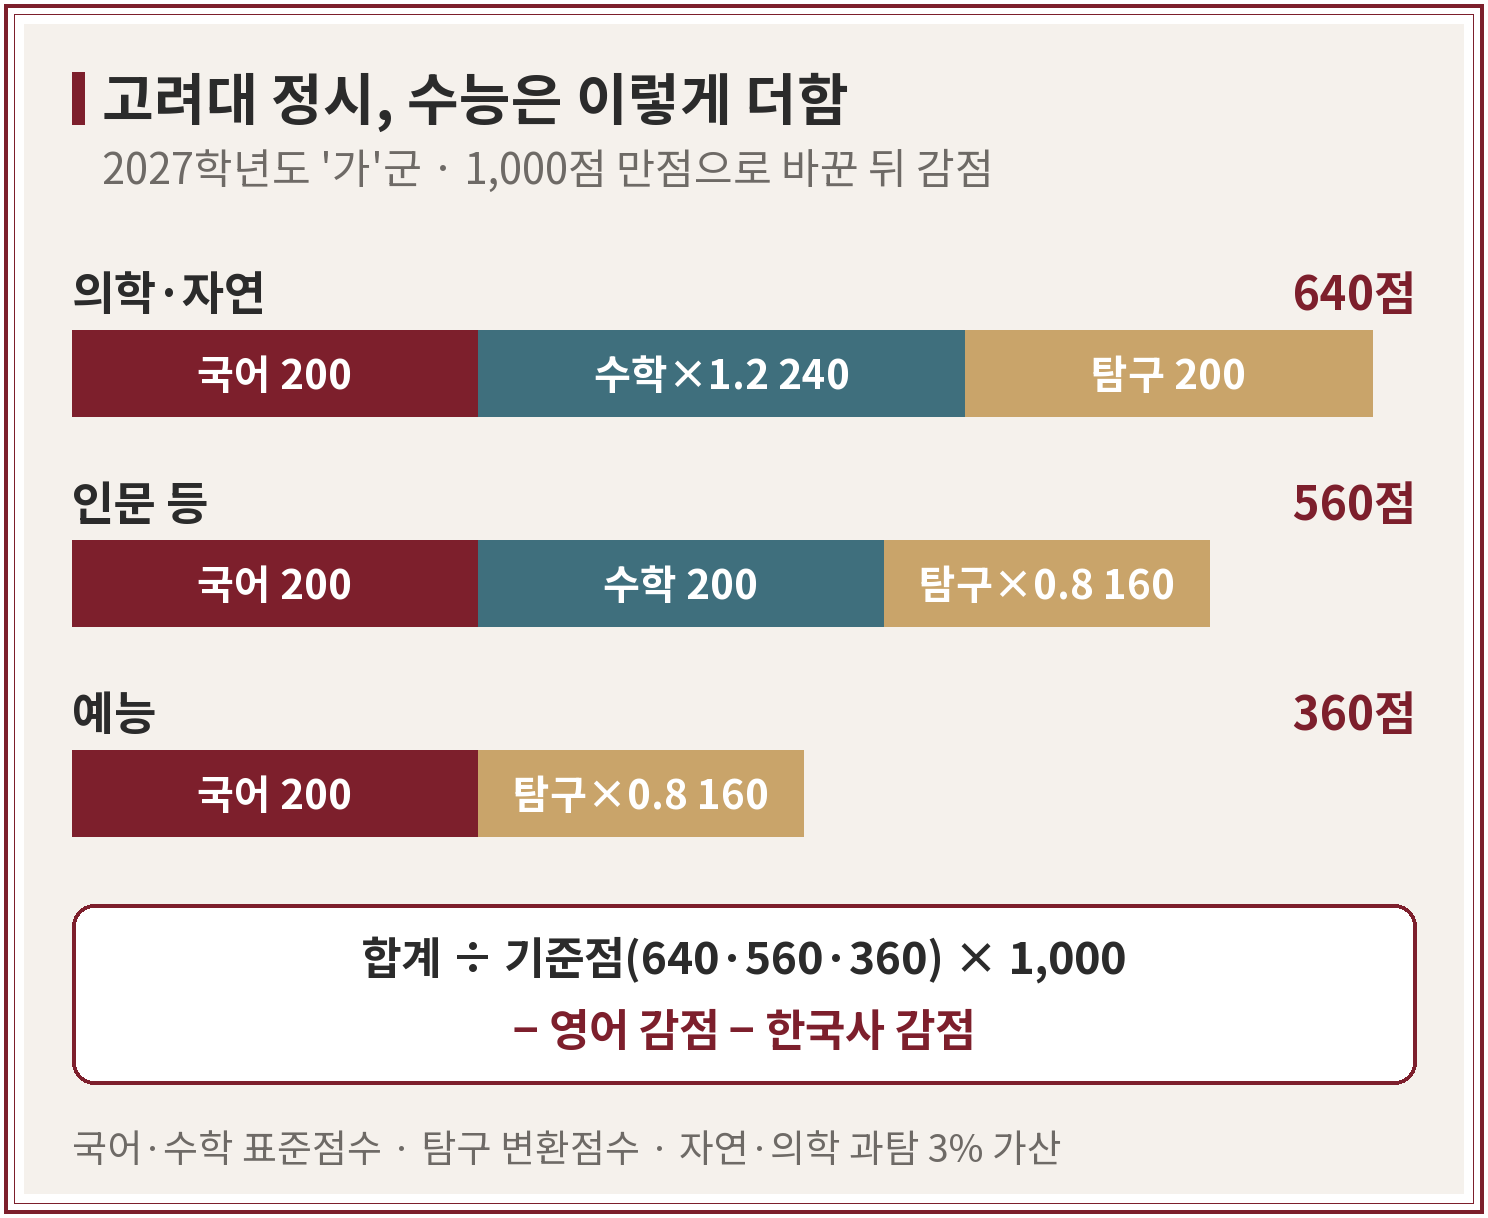 고려대 정시, 수능은 이렇게 더함
2027학년도 '가'군 · 1,000점 만점으로 바꾼 뒤 감점
의학·자연 640점
국어 200 수학×1.2 240 탐구 200
인문 등 560점
국어 200 수학 200 탐구×0.8 160
예능 360점
국어 200 탐구×0.8 160
합계 ÷ 기준점(640·560·360) × 1,000
– 영어 감점 – 한국사 감점
국어·수학 표준점수 · 탐구 변환점수 · 자연·의학 과탐 3% 가산